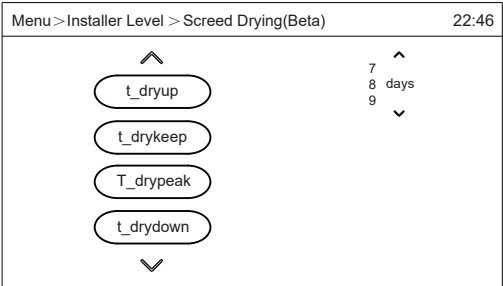 Menu＞Installer Level＞Screed Drying(Beta) 22:46
t_dryup
t_drykeep
T_drypeak
t_drydown
7
8 days
9